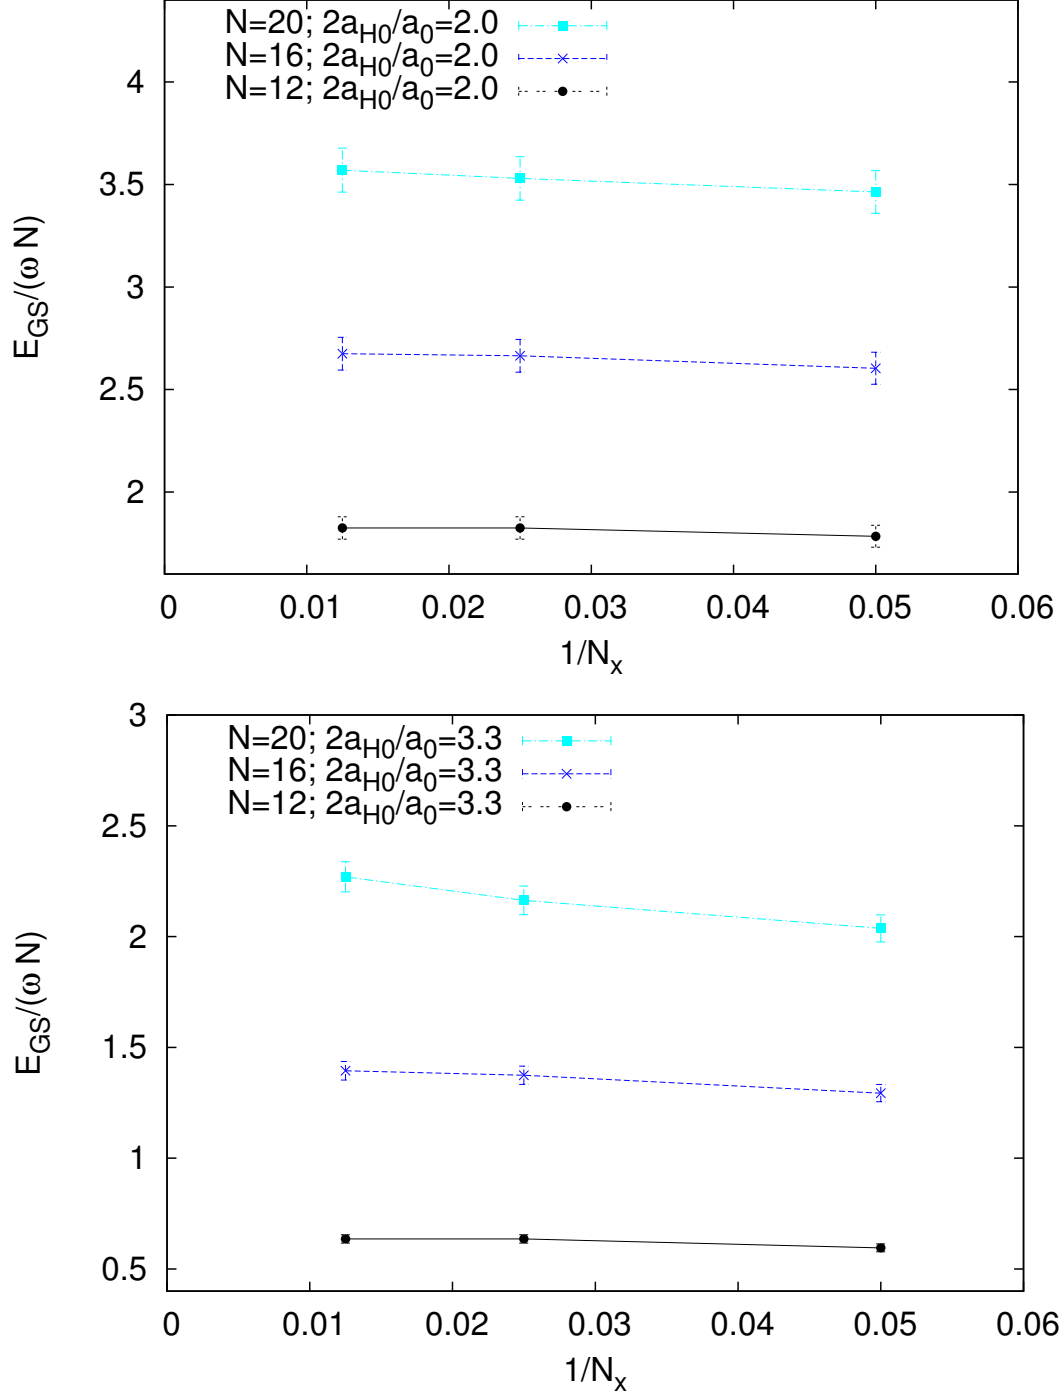 N=20; 2a_H0/a_0=2.0
N=16; 2a_H0/a_0=2.0
N=12; 2a_H0/a_0=2.0
4
3.5
3
2.5
2
E_GS/(ω N)
0 0.01 0.02 0.03 0.04 0.05 0.06
1/N_x
N=20; 2a_H0/a_0=3.3
N=16; 2a_H0/a_0=3.3
N=12; 2a_H0/a_0=3.3
3
2.5
2
1.5
1
0.5
E_GS/(ω N)
0 0.01 0.02 0.03 0.04 0.05 0.06
1/N_x